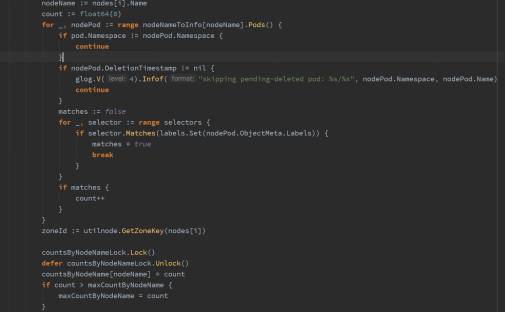 nodeName := nodes[i].Name
count := float64(0)
for _, nodePod := range nodeNameToInfo[nodeName].Pods() {
if pod.Namespace != nodePod.Namespace {
continue
}
if nodePod.DeletionTimestamp != nil {
glog.V( level: 4).Infof( format: "skipping pending-deleted pod: %s/%s", nodePod.Namespace, nodePod.Name)
continue
}
matches := false
for _, selector := range selectors {
if selector.Matches(labels.Set(nodePod.ObjectMeta.Labels)) {
matches = true
break
}
}
if matches {
count++
}
}
zoneId := utilnode.GetZoneKey(nodes[i])
countsByNodeNameLock.Lock()
defer countsByNodeNameLock.Unlock()
countsByNodeName[nodeName] = count
if count > maxCountByNodeName {
maxCountByNodeName = count
}